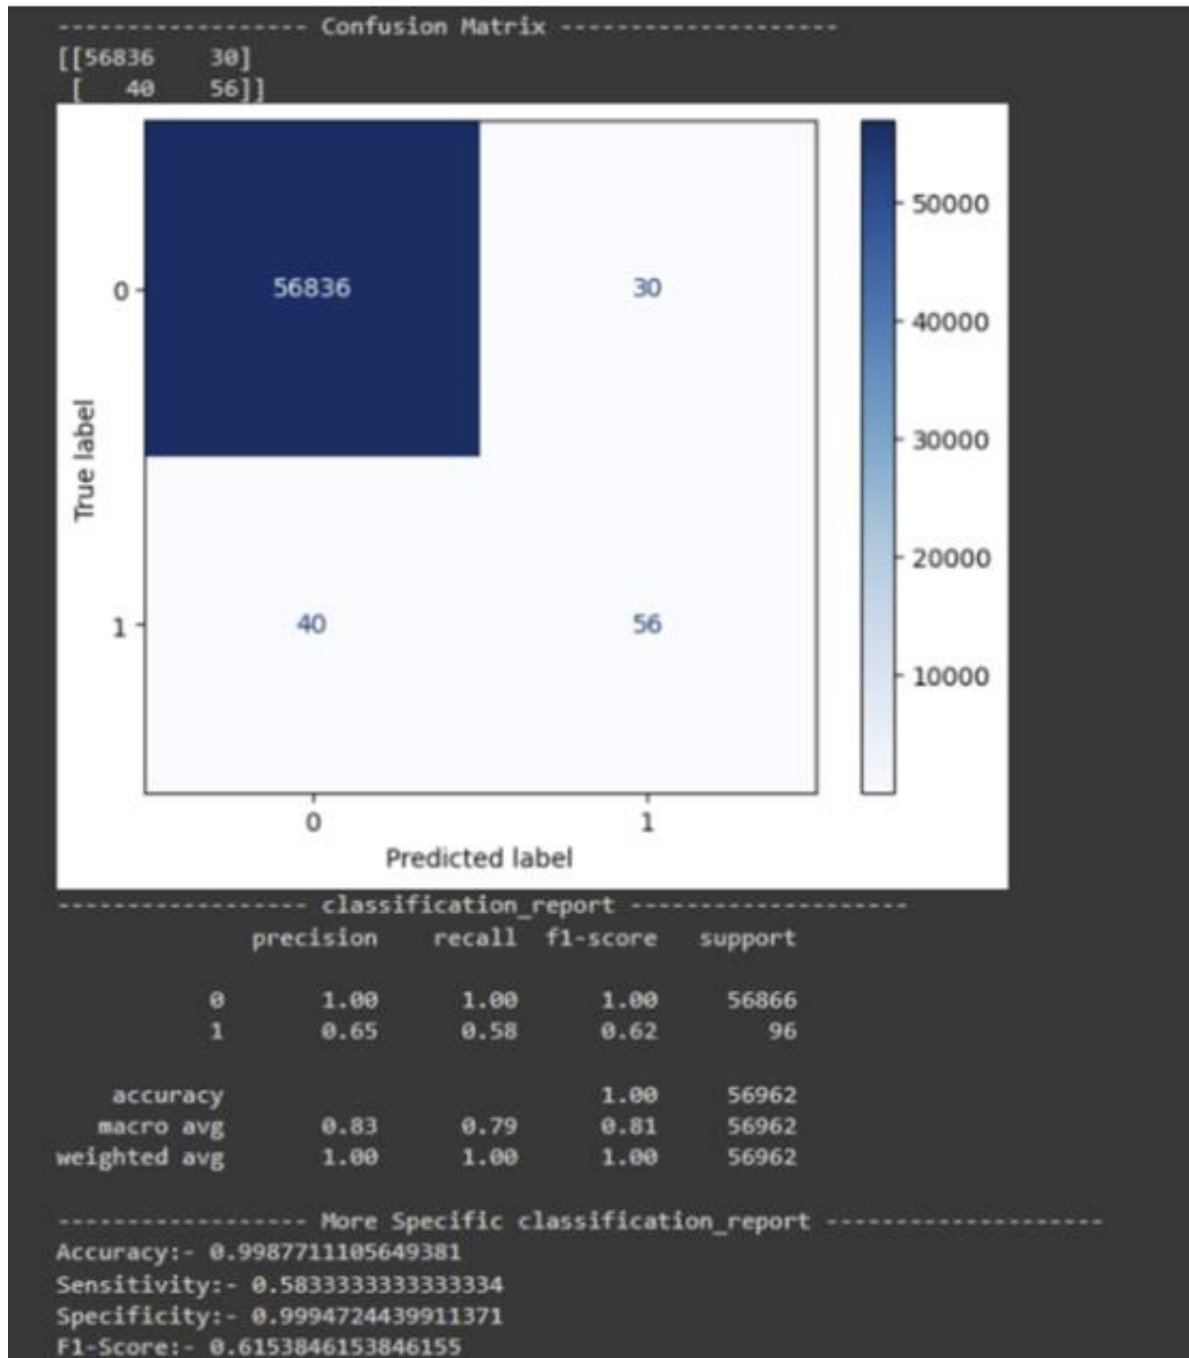 ------------------ Confusion Matrix --------------------
[[56836    30]
 [   40    56]]
50000
0
56836
30
40000
30000
True label
20000
1
40
56
10000
0
1
Predicted label
------------------ classification_report --------------------
precision recall f1-score support
0 1.00 1.00 1.00 56866
1 0.65 0.58 0.62 96
accuracy 1.00 56962
macro avg 0.83 0.79 0.81 56962
weighted avg 1.00 1.00 1.00 56962
------------------ More Specific classification_report --------------------
Accuracy:- 0.9987711105649381
Sensitivity:- 0.5833333333333334
Specificity:- 0.9994724439911371
F1-Score:- 0.6153846153846155